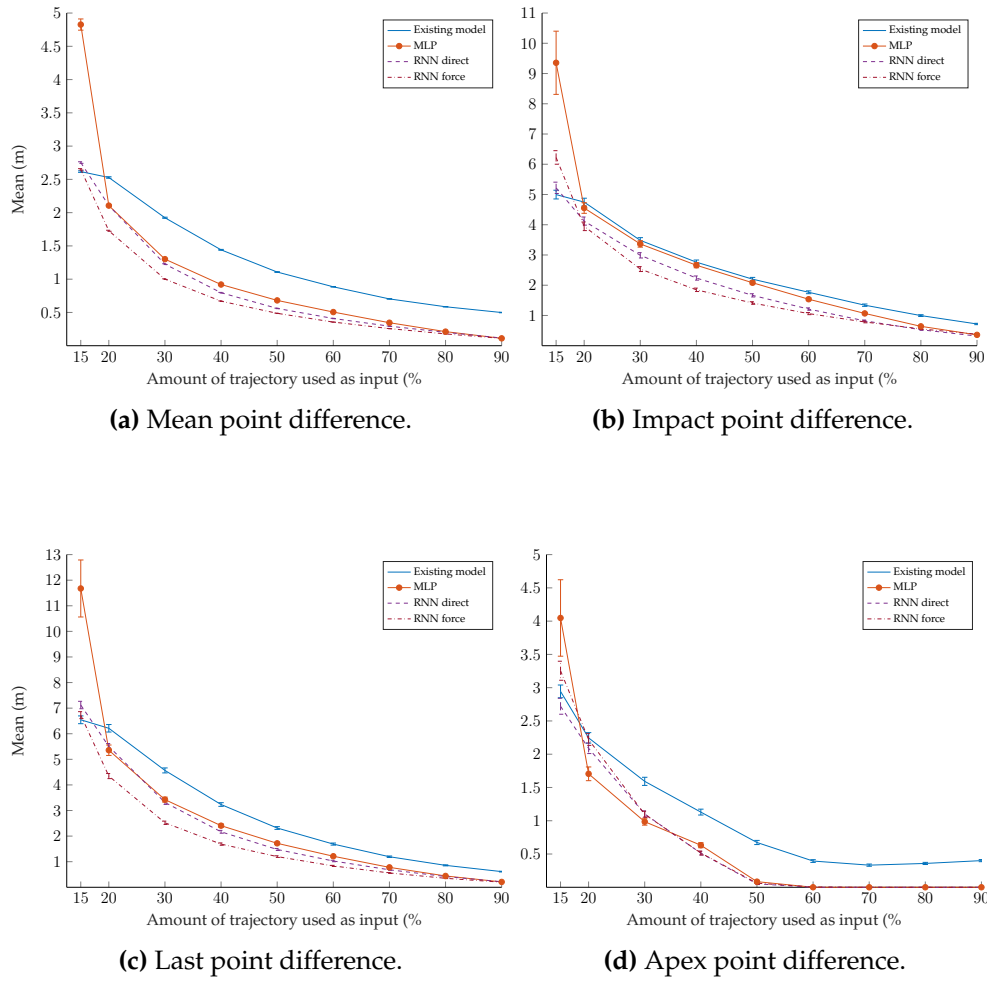 5
4.5
4
3.5
3
2.5
2
1.5
1
0.5
Mean (m)
Existing model
MLP
RNN direct
RNN force
15 20 30 40 50 60 70 80 90
Amount of trajectory used as input (%
(a) Mean point difference.
11
10
9
8
7
6
5
4
3
2
1
Existing model
MLP
RNN direct
RNN force
15 20 30 40 50 60 70 80 90
Amount of trajectory used as input (%
(b) Impact point difference.
13
12
11
10
9
8
7
6
5
4
3
2
1
Mean (m)
Existing model
MLP
RNN direct
RNN force
15 20 30 40 50 60 70 80 90
Amount of trajectory used as input (%
(c) Last point difference.
5
4.5
4
3.5
3
2.5
2
1.5
1
0.5
Existing model
MLP
RNN direct
RNN force
15 20 30 40 50 60 70 80 90
Amount of trajectory used as input (%
(d) Apex point difference.